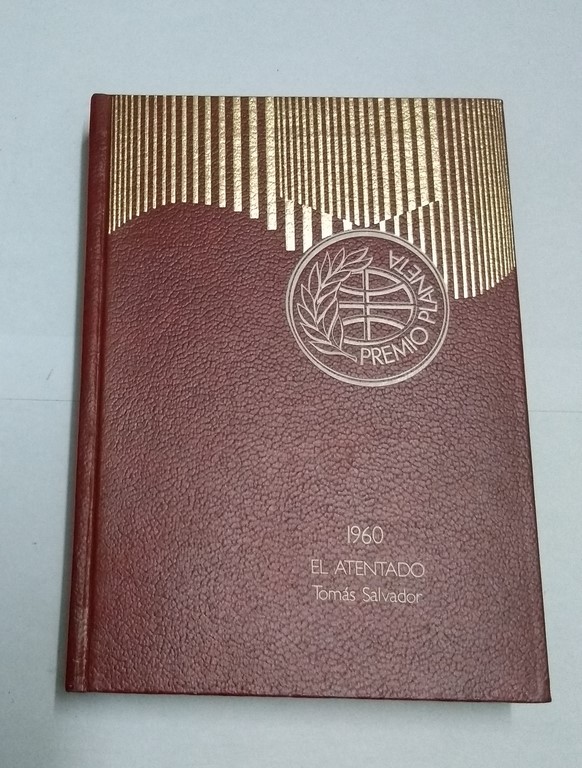 PREMIO PLANETA
1960
EL ATENTADO
Tomás Salvador